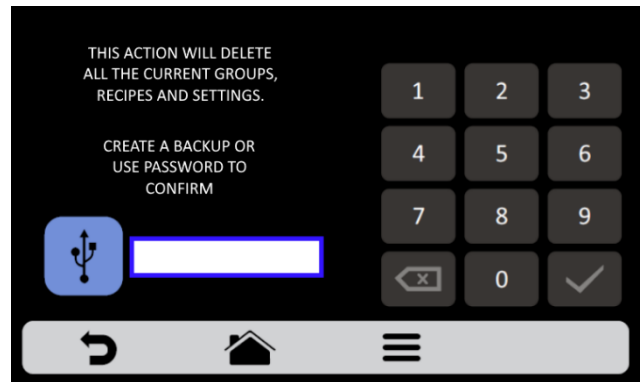 THIS ACTION WILL DELETE
ALL THE CURRENT GROUPS,
RECIPES AND SETTINGS.
CREATE A BACKUP OR
USE PASSWORD TO
CONFIRM
1 2 3
4 5 6
7 8 9
0